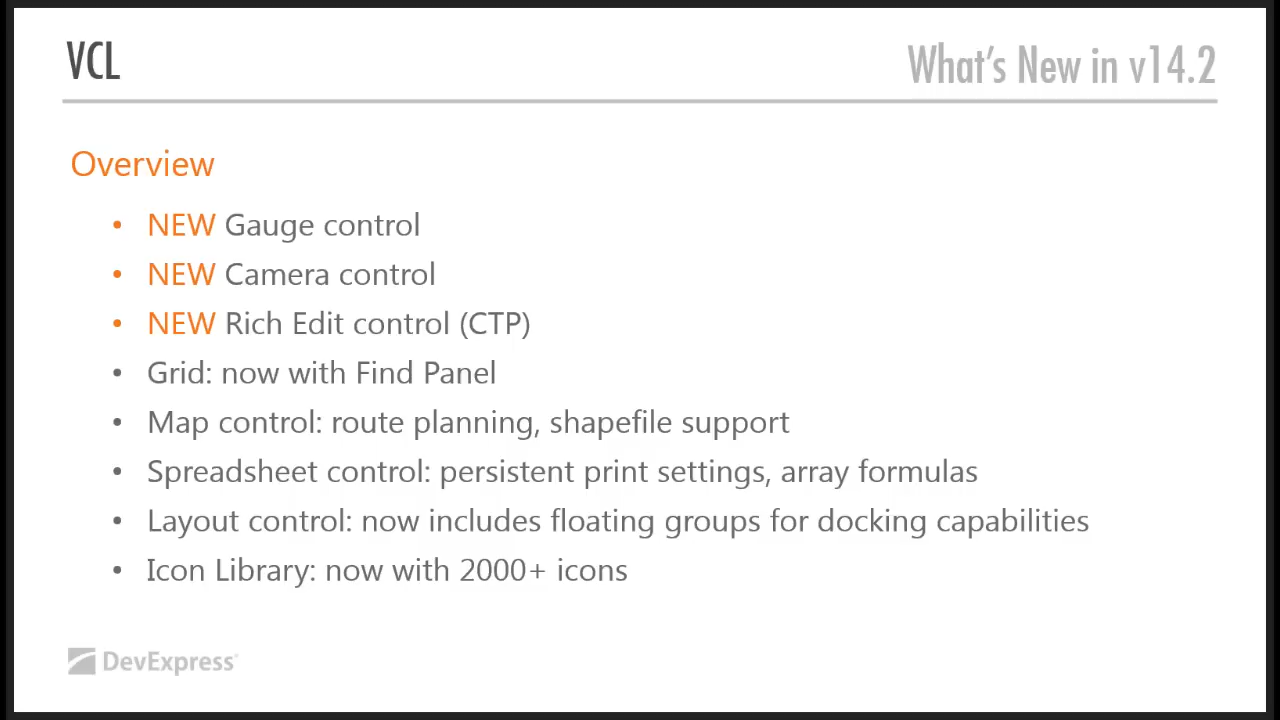 VCL
What's New in v14.2
Overview
• NEW Gauge control
• NEW Camera control
• NEW Rich Edit control (CTP)
• Grid: now with Find Panel
• Map control: route planning, shapefile support
• Spreadsheet control: persistent print settings, array formulas
• Layout control: now includes floating groups for docking capabilities
• Icon Library: now with 2000+ icons
DevExpress